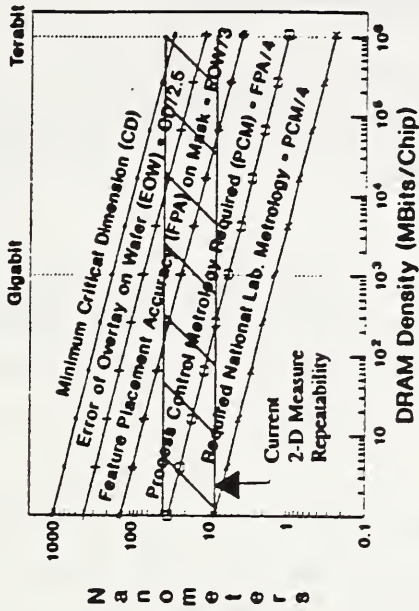 Gigabit
Terabit
Minimum Critical Dimension (CD)
Error of Overlay on Wafer (EOW) = CD/2.5
Feature Placement Accuracy (FPA) on Mask = EOW/3
Process Control Metrology Required (PCM) = FPA/4
Required National Lab. Metrology = PCM/4
Current
2-D Measure
Repeatability
Nanometers
1000
100
10
1
0.1
10
10²
10³
10⁴
10⁵
10⁶
DRAM Density (MBits/Chip)